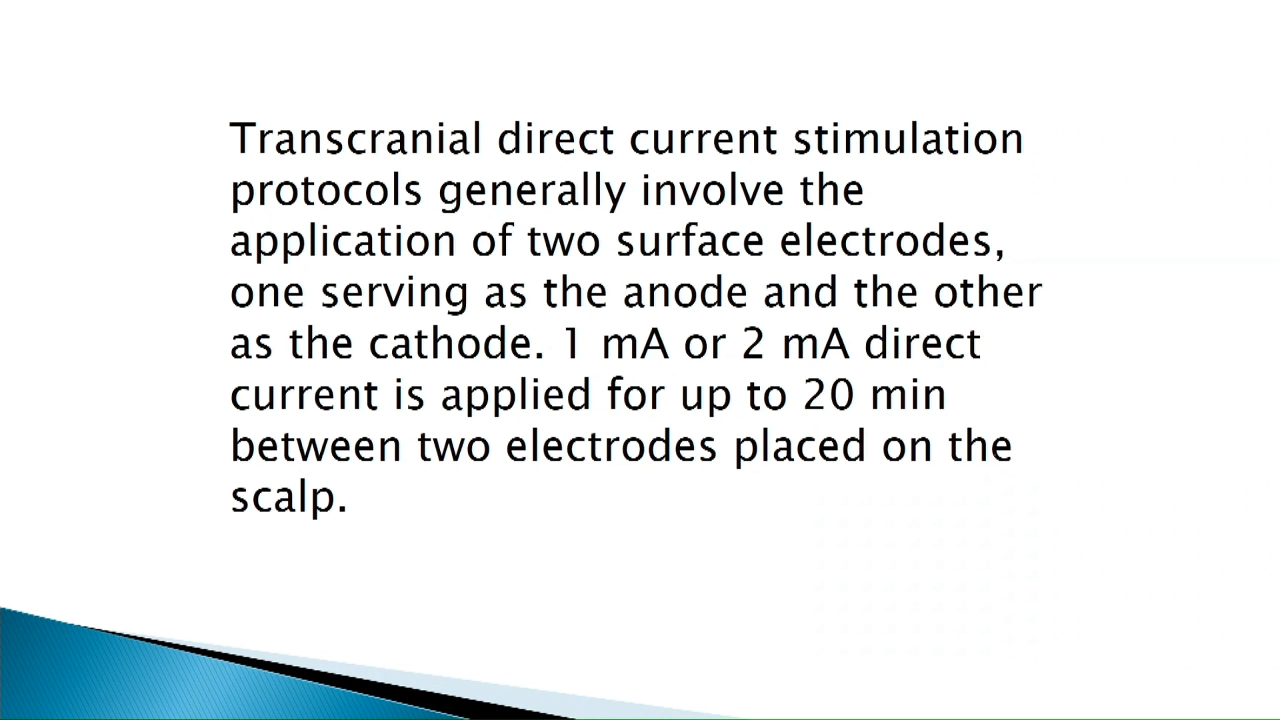 Transcranial direct current stimulation
protocols generally involve the
application of two surface electrodes,
one serving as the anode and the other
as the cathode. 1 mA or 2 mA direct
current is applied for up to 20 min
between two electrodes placed on the
scalp.